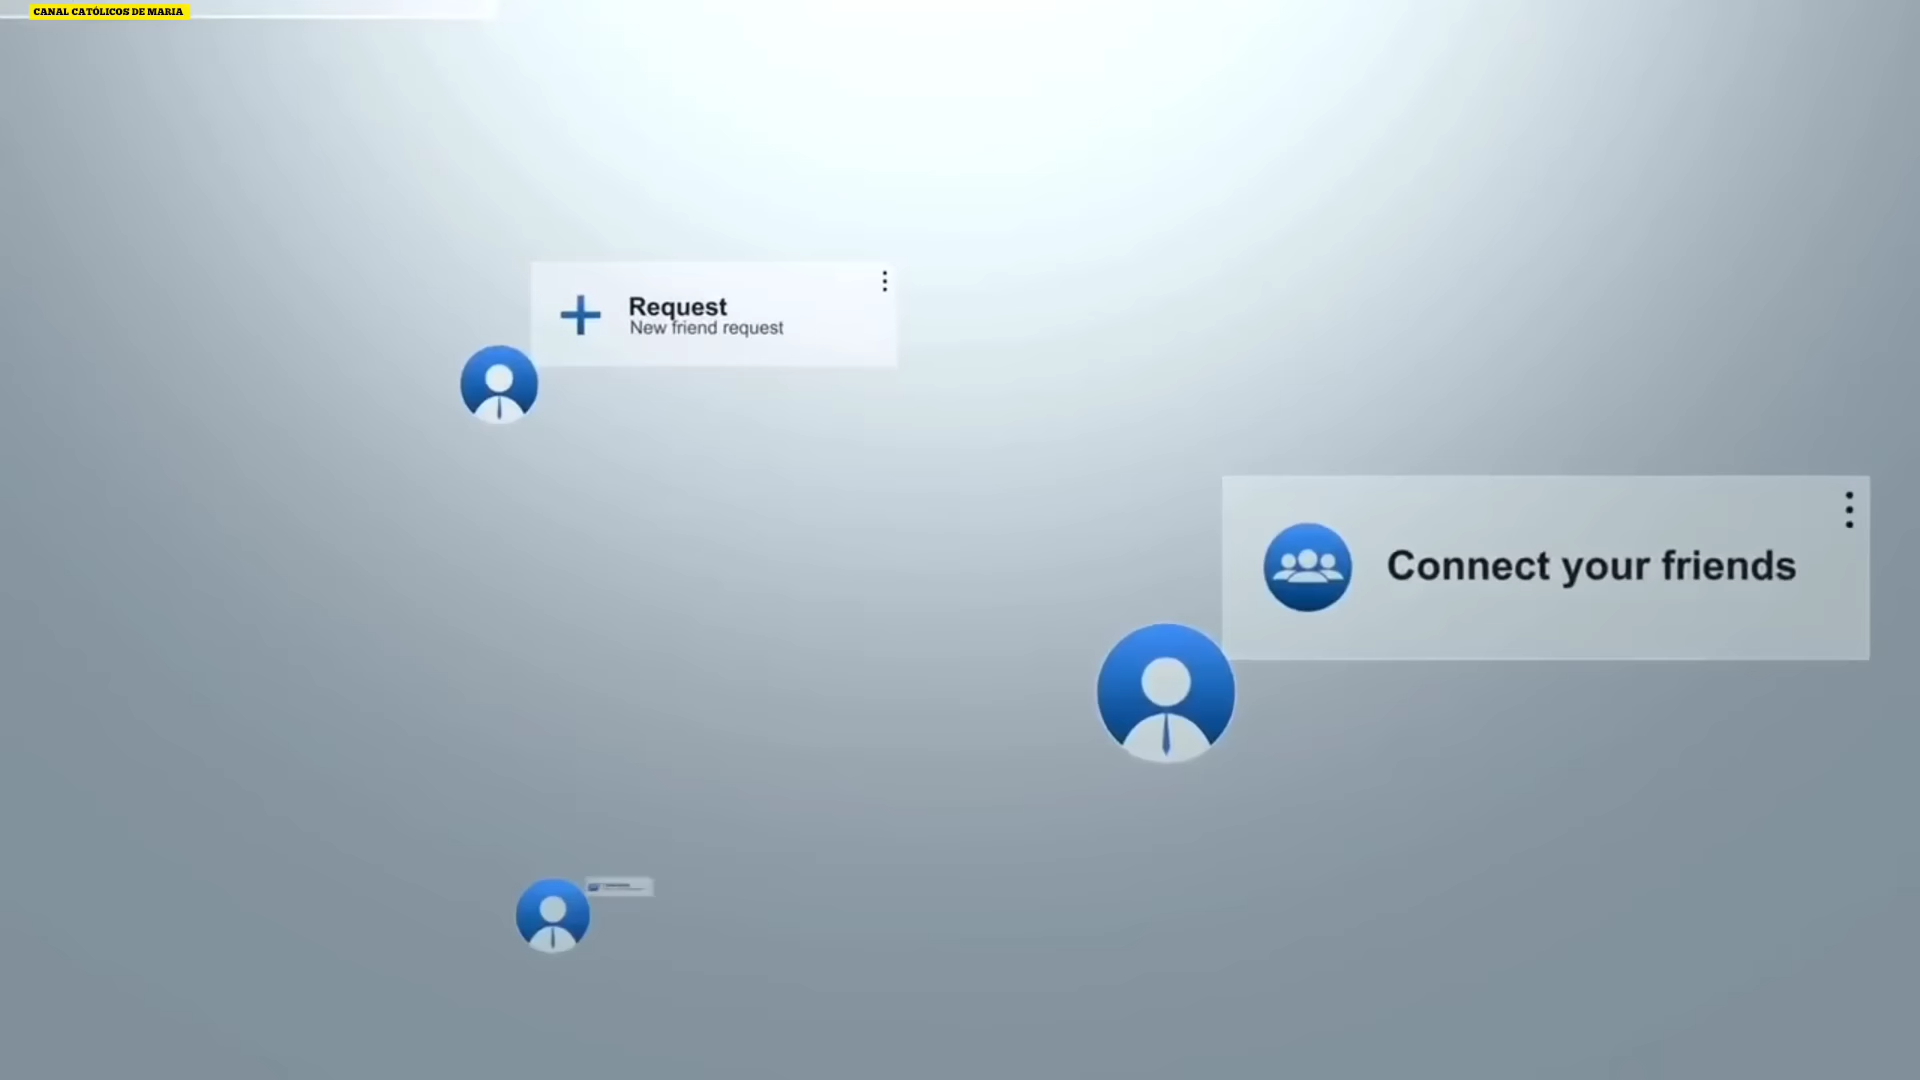 CANAL CATÓLICOS DE MARIA
Request
New friend request
Connect your friends